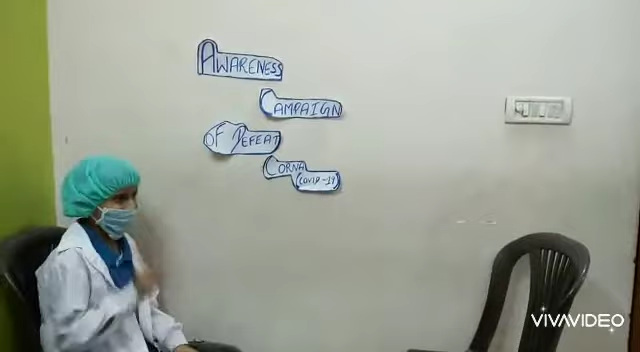 AWARENESS
CAMPAIGN
OF DEFEAT
CORNA
(COVID-19
VIVAVIDEO